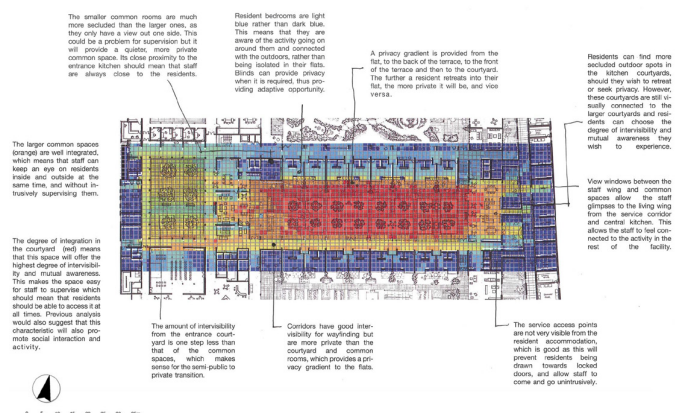 The smaller common rooms are much
more secluded than the larger ones, as
they only have a view out one side. This
could be a problem for supervision but it
will provide a quieter, more private
common space. Its close proximity to the
entrance kitchen should mean that staff
are always close to the residents.
Resident bedrooms are light
blue rather than dark blue.
This means that they are
aware of the activity going on
around them and connected
with the outdoors, rather than
being isolated in their flats.
Blinds can provide privacy
when it is required, thus pro-
viding adaptive opportunity.
A privacy gradient is provided from the
flat, to the back of the terrace, to the front
of the terrace and then to the courtyard.
The further a resident retreats into their
flat, the more private it will be, and vice
versa.
Residents can find more
secluded outdoor spots in
the kitchen courtyards,
should they wish to retreat
or seek privacy. However,
these courtyards are still vi-
sually connected to the
larger courtyards and resi-
dents can choose the
degree of intervisibility and
mutual awareness they
wish to experience.
The larger common spaces
(orange) are well integrated,
which means that staff can
keep an eye on residents
inside and outside at the
same time, and without in-
trusively supervising them.
View windows between the
staff wing and common
spaces allow the staff
glimpses to the living wing
from the service corridor
and central kitchen. This
allows the staff to feel con-
nected to the activity in the
rest of the facility.
The degree of integration in
the courtyard (red) means
that this space will offer the
highest degree of intervisibil-
ity and mutual awareness.
This makes the space easy
for staff to supervise which
should mean that residents
should be able to access it at
all times. Previous analysis
would also suggest that this
characteristic will also pro-
mote social interaction and
activity.
The amount of intervisibility
from the entrance court-
yard is one step less than
that of the common
spaces, which makes
sense for the semi-public to
private transition.
Corridors have good inter-
visibility for wayfinding but
are more private than the
courtyard and common
rooms, which provides a pri-
vacy gradient to the flats.
The service access points
are not very visible from the
resident accommodation,
which is good as this will
prevent residents being
drawn towards locked
doors, and allow staff to
come and go unintrusively.